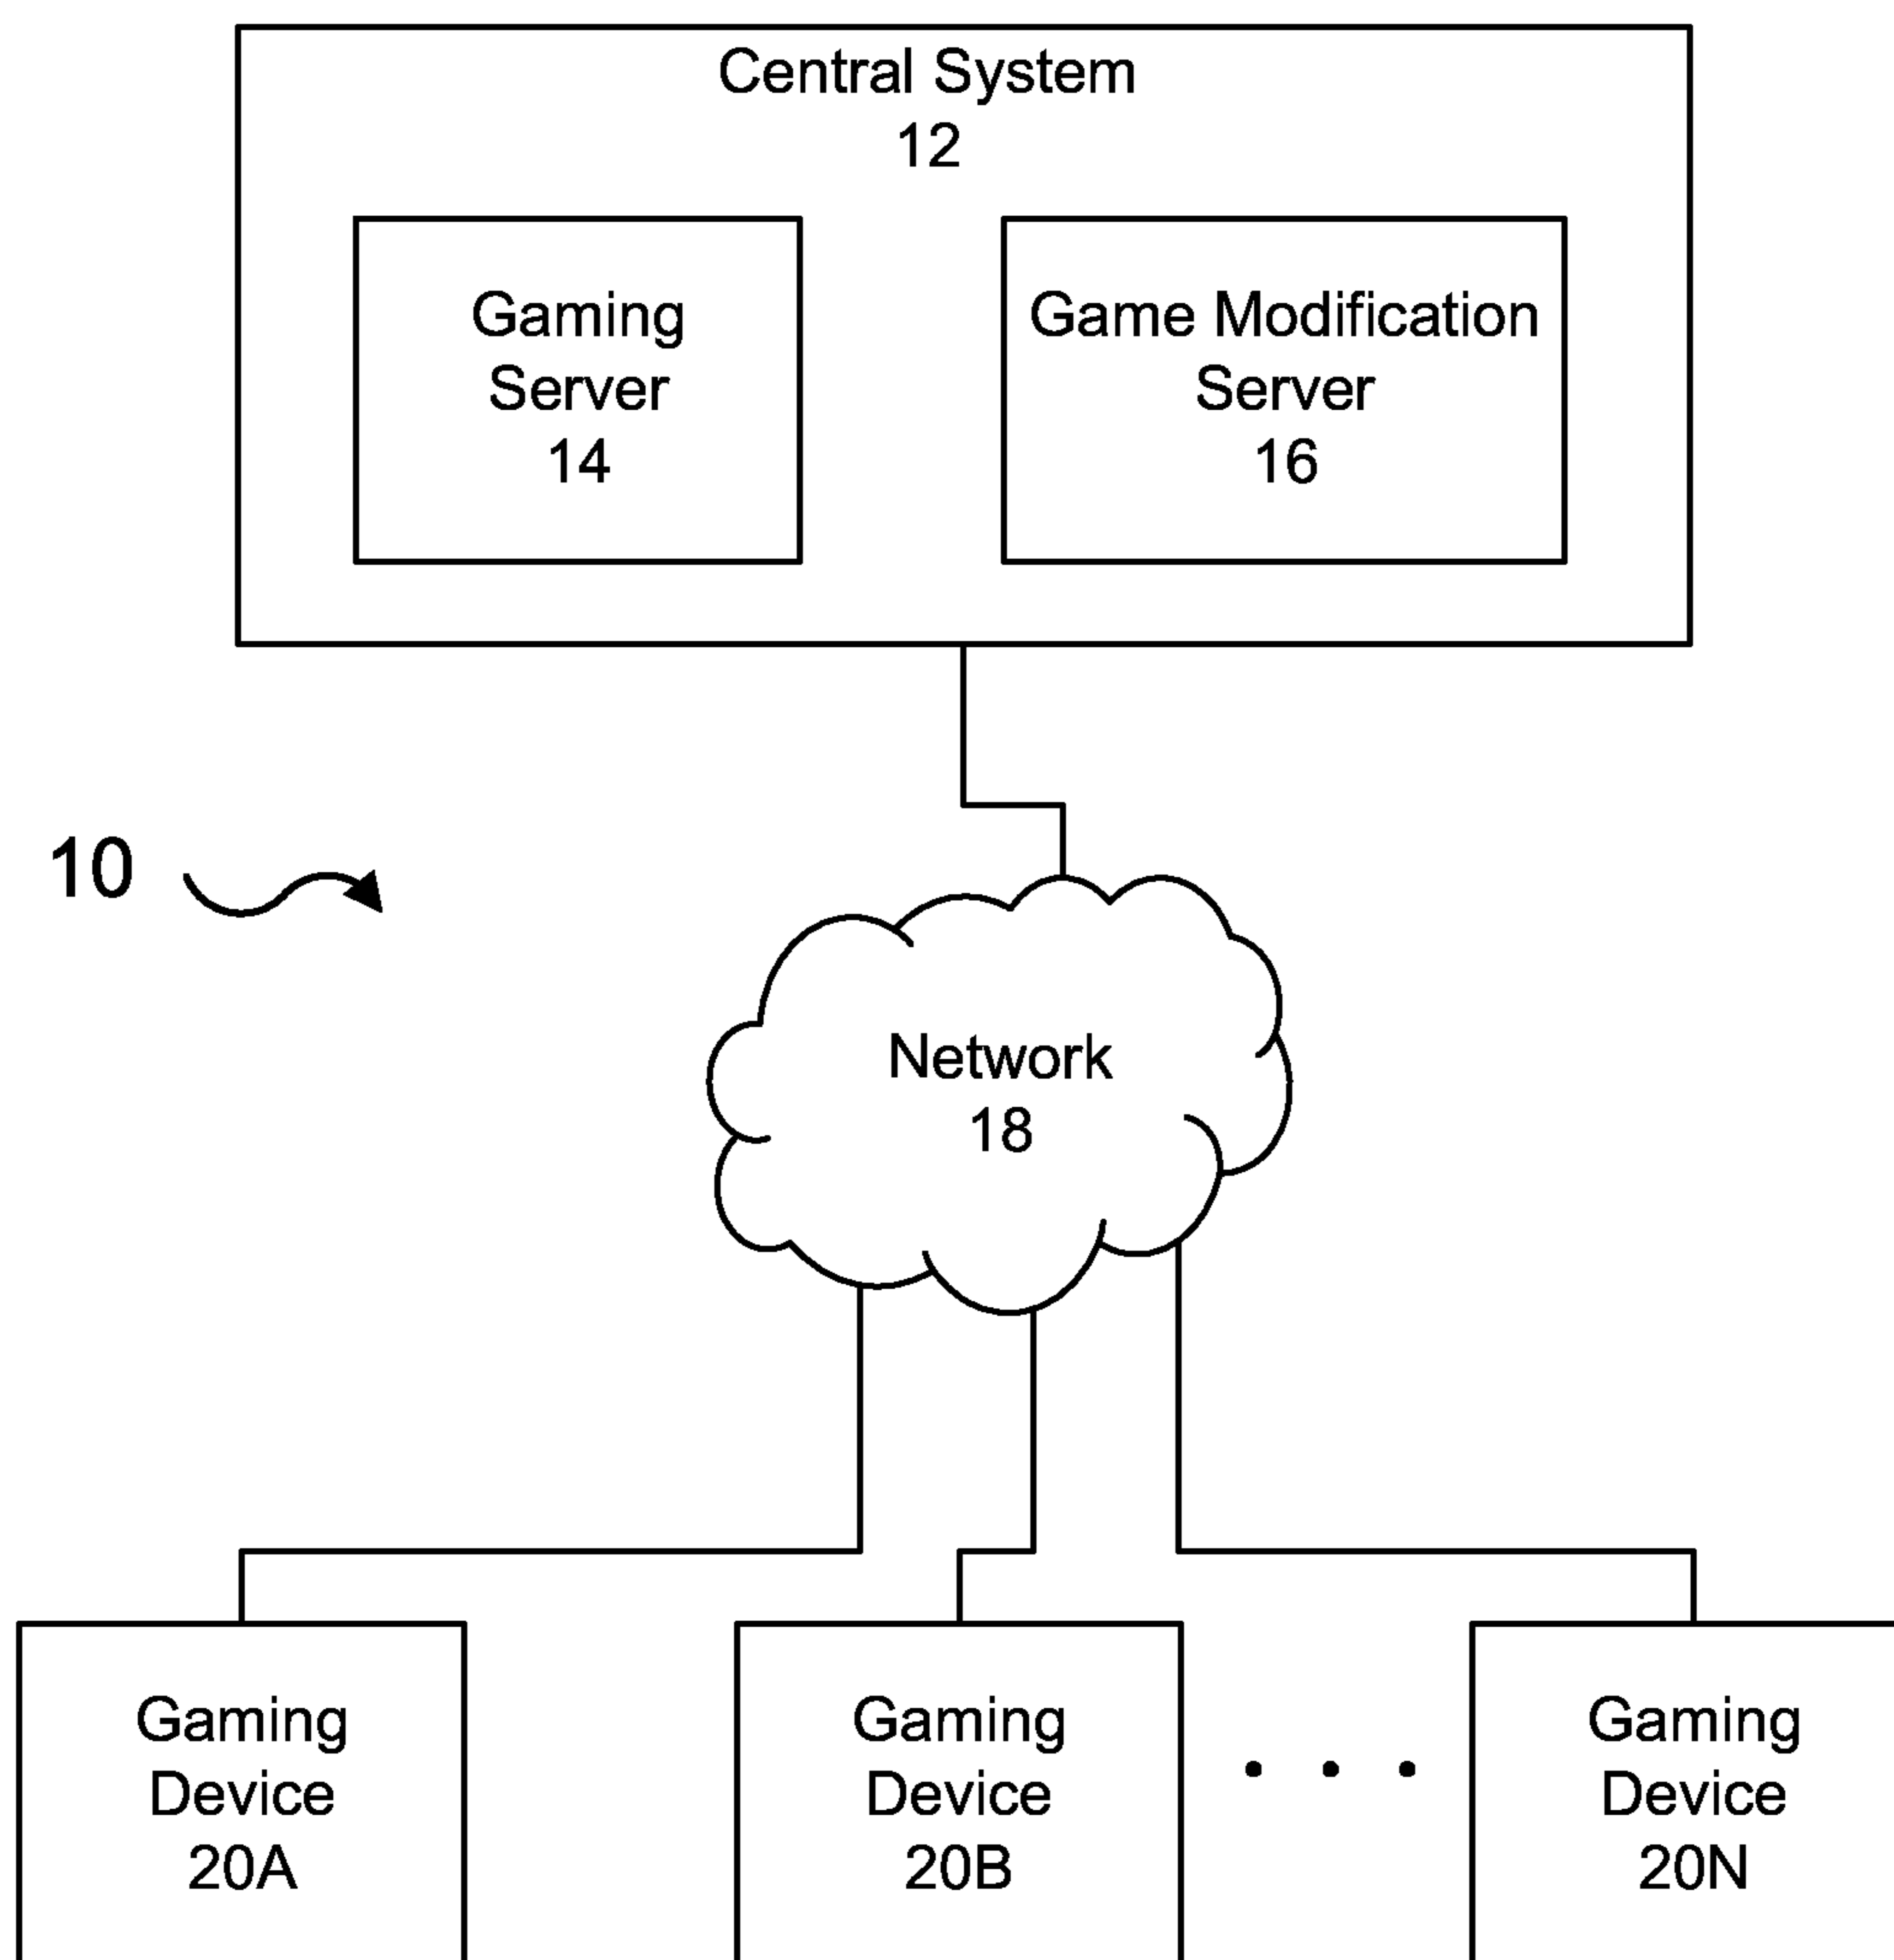 Central System
12
Gaming
Server
14
Game Modification
Server
16
10
Network
18
Gaming
Device
20A
Gaming
Device
20B
. . .
Gaming
Device
20N